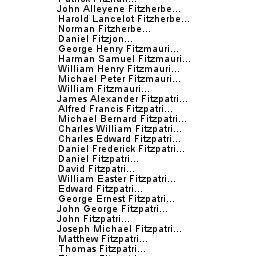 John Alleyene Fitzherbe...
Harold Lancelot Fitzherbe...
Norman Fitzherbe...
Daniel Fitzjon...
George Henry Fitzmauri...
Harman Samuel Fitzmauri...
William Henry Fitzmauri...
Michael Peter Fitzmauri...
William Fitzmauri...
James Alexander Fitzpatri...
Alfred Francis Fitzpatri...
Michael Bernard Fitzpatri...
Charles William Fitzpatri...
Charles Edward Fitzpatri...
Daniel Frederick Fitzpatri...
Daniel Fitzpatri...
David Fitzpatri...
William Easter Fitzpatri...
Edward Fitzpatri...
George Ernest Fitzpatri...
John George Fitzpatri...
John Fitzpatri...
Joseph Michael Fitzpatri...
Matthew Fitzpatri...
Thomas Fitzpatri...